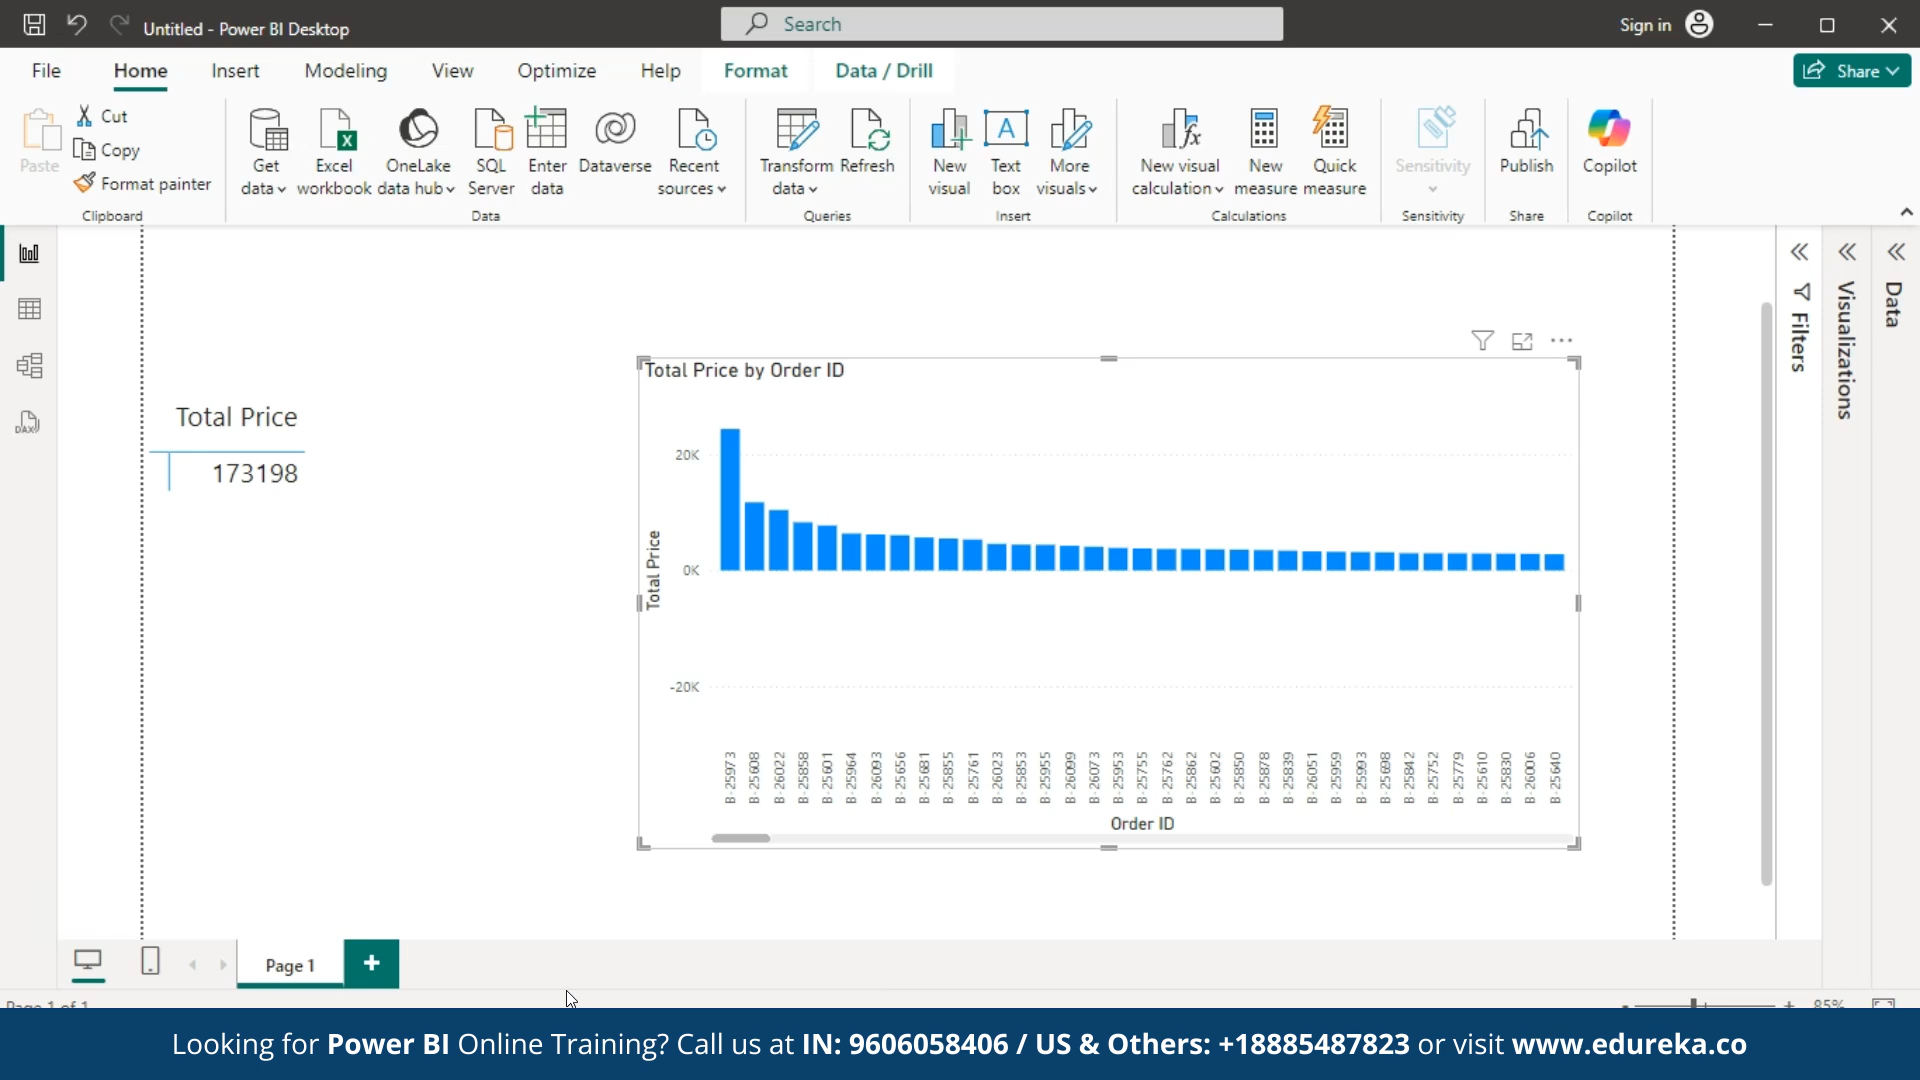 Untitled - Power BI Desktop
Search
Sign in
File Home Insert Modeling View Optimize Help Format Data / Drill
Share
Paste
Cut
Copy
Format painter
Clipboard
Get data
Excel workbook
OneLake data hub
SQL Server
Enter data
Dataverse
Recent sources
Data
Transform data
Refresh
Queries
New visual
Text box
More visuals
Insert
New visual calculation
New measure
Quick measure
Calculations
Sensitivity
Sensitivity
Publish
Share
Copilot
Copilot
DAX
Filters
Visualizations
Data
Total Price
173198
Total Price by Order ID
Total Price
20K
0K
-20K
B-25973
B-25608
B-26022
B-25858
B-25601
B-25964
B-26093
B-25656
B-25681
B-25855
B-25761
B-26023
B-25853
B-25955
B-26099
B-26073
B-25953
B-25755
B-25762
B-25862
B-25602
B-25850
B-25878
B-25839
B-26051
B-25959
B-25993
B-25698
B-25842
B-25752
B-25779
B-25610
B-25830
B-26006
B-25640
Order ID
Page 1
Page 1 of 1
85%
Looking for Power BI Online Training? Call us at IN: 9606058406 / US & Others: +18885487823 or visit www.edureka.co